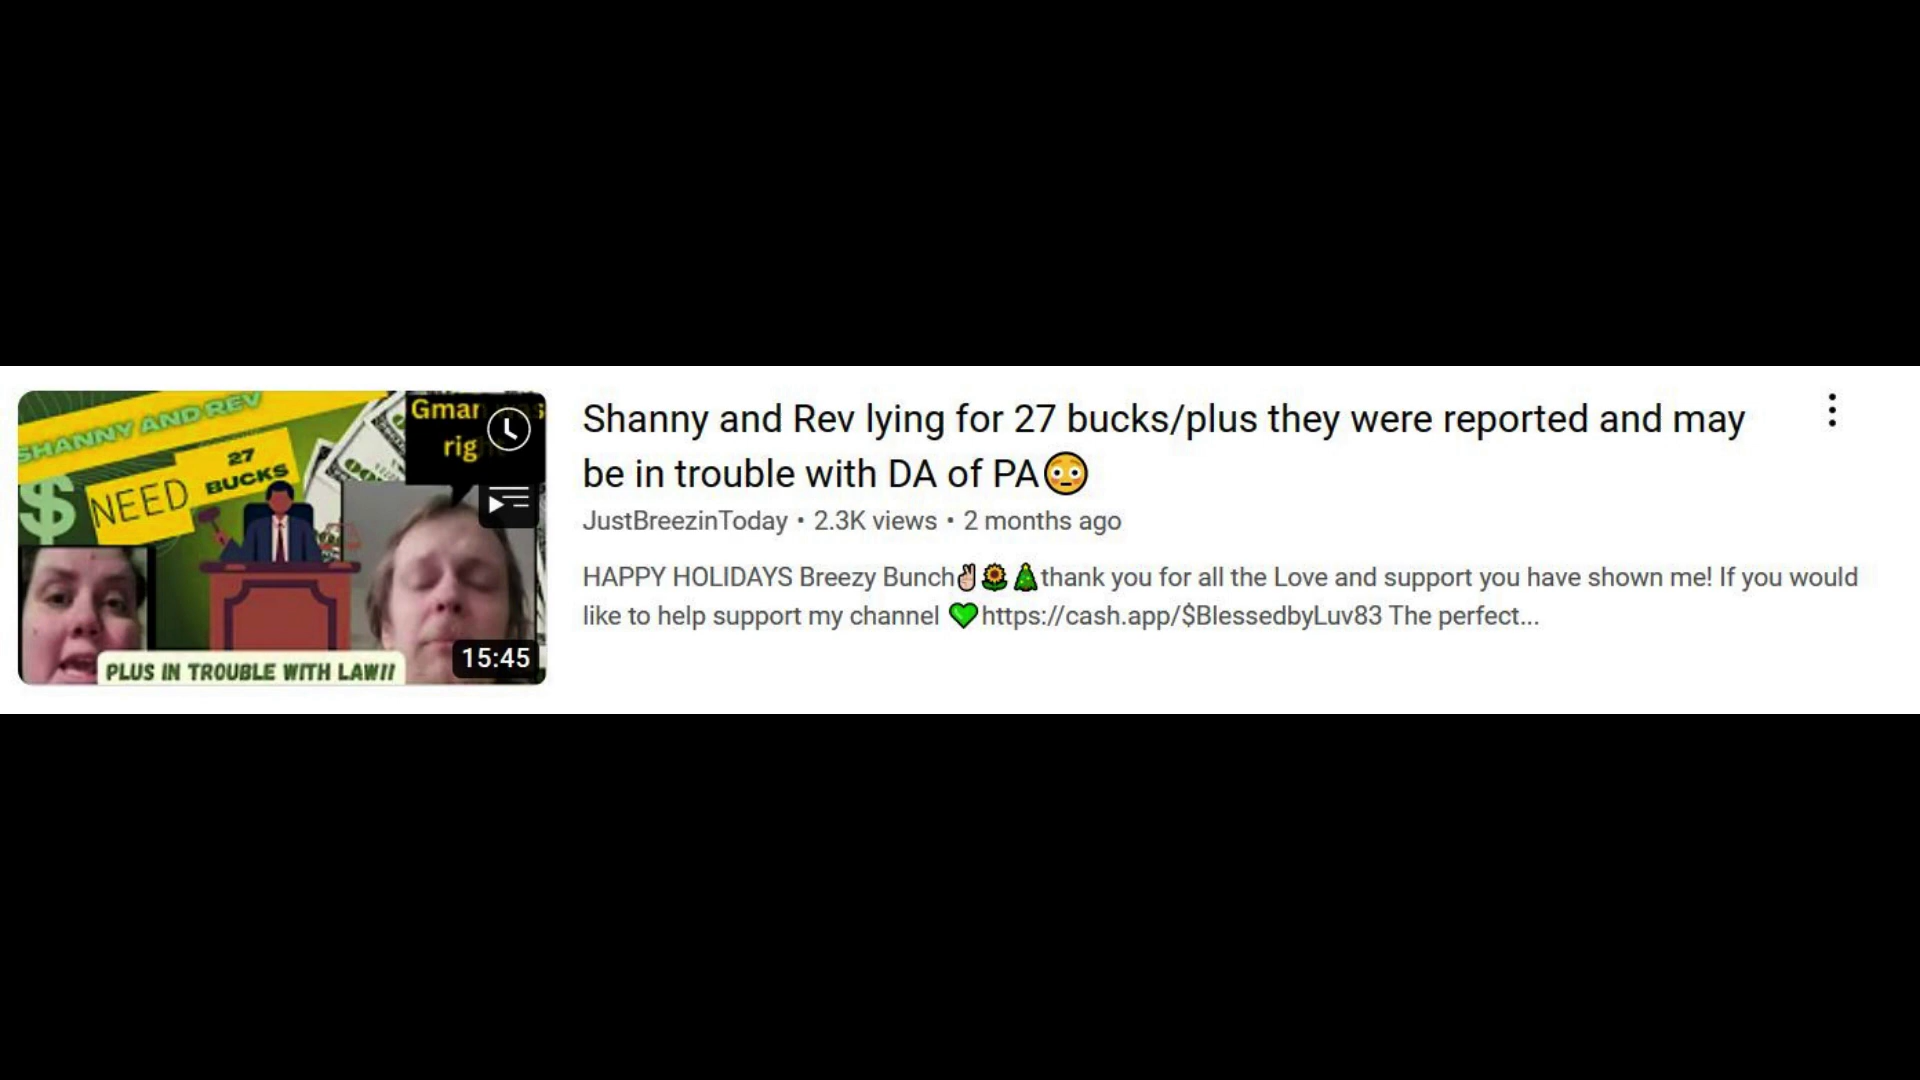 SHANNY AND REV
$ NEED 27
BUCKS
rig
PLUS IN TROUBLE WITH LAW!!
15:45
Shanny and Rev lying for 27 bucks/plus they were reported and may
be in trouble with DA of PA😳
JustBreezinToday • 2.3K views • 2 months ago
HAPPY HOLIDAYS Breezy Bunch✌🏻🌻🎄thank you for all the Love and support you have shown me! If you would
like to help support my channel 💚https://cash.app/$BlessedbyLuv83 The perfect...